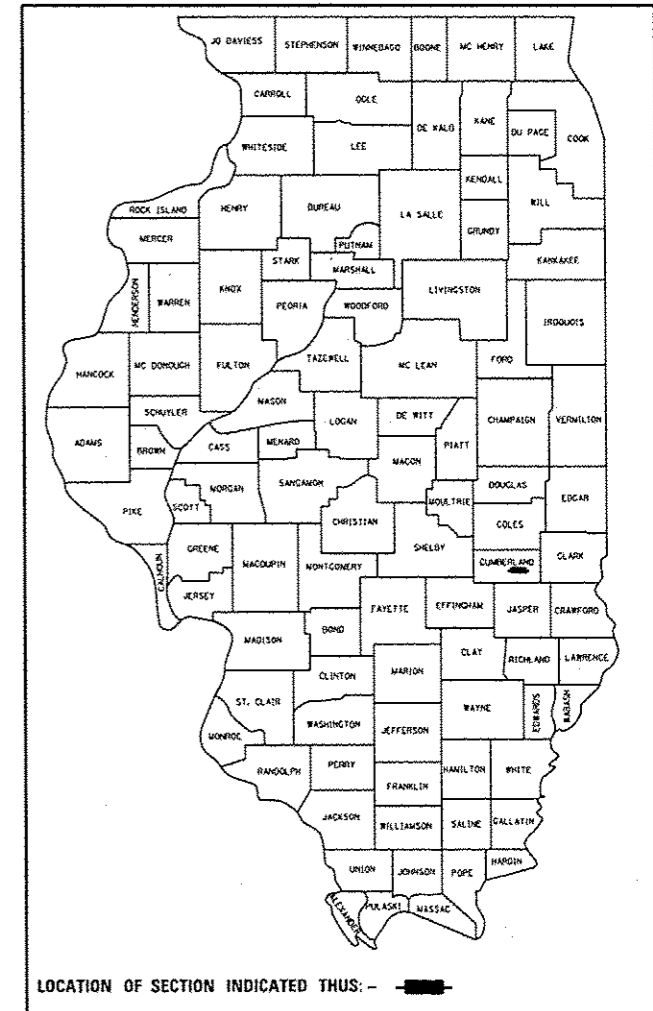 JO DAVIESS STEPHENSON WINNEBAGO BOONE MC HENRY LAKE
CARROLL OGLE DE KALB KANE DU PAGE COOK
WHITESIDE LEE KENDALL WILL
ROCK ISLAND HENRY BUREAU LA SALLE GRUNDY
MERCER PUTNAM KANKAKEE
STARK MARSHALL
HENDERSON WARREN KNOX PEORIA WOODFORD LIVINGSTON IROQUOIS
HANCOCK MC DONOUGH FULTON TAZEWELL MC LEAN FORD
SCHUYLER MASON LOGAN DE WITT CHAMPAIGN VERMILION
ADAMS BROWN CASS MENARD MACON PIATT
PIKE SCOTT MORGAN SANGAMON MOULTRIE DOUGLAS EDGAR
CHRISTIAN COLES
CALHOUN GREENE MACOUPIN MONTGOMERY SHELBY CUMBERLAND CLARK
JERSEY FAYETTE EFFINGHAM JASPER CRAWFORD
MADISON BOND CLAY RICHLAND LAWRENCE
CLINTON MARION
ST. CLAIR WAYNE EDWARDS WABASH
MONROE WASHINGTON JEFFERSON
RANDOLPH PERRY HAMILTON WHITE
FRANKLIN
JACKSON WILLIAMSON SALINE GALLATIN
UNION JOHNSON POPE HARDIN
ALEXANDER PULASKI MASSAC
LOCATION OF SECTION INDICATED THUS: -